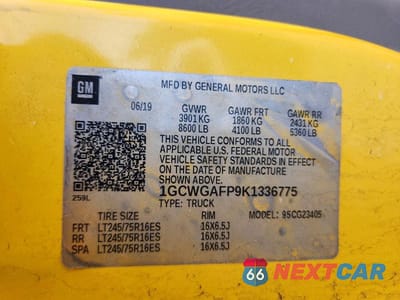 GM
MFD BY GENERAL MOTORS LLC
06/19 GVWR GAWR FRT GAWR RR
3901 KG 1860 KG 2431 KG
8600 LB 4100 LB 5360 LB
THIS VEHICLE CONFORMS TO ALL APPLICABLE
U.S. FEDERAL MOTOR VEHICLE SAFETY
STANDARDS IN EFFECT ON THE DATE
OF MANUFACTURE SHOWN ABOVE.
1GCWGAFP9K1336775
259L TYPE: TRUCK
TIRE SIZE RIM MODEL: 95CG23405
FRT LT245/75R16ES 16X6.5J
RR LT245/75R16ES 16X6.5J
SPA LT245/75R16ES 16X6.5J
66 NEXTCAR